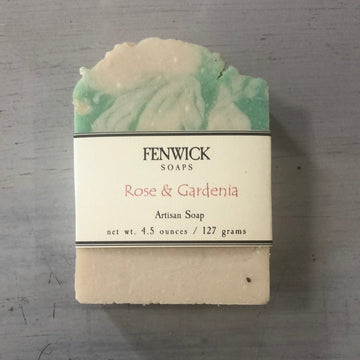 FENWICK
SOAPS
Rose & Gardenia
Artisan Soap
net wt. 4.5 ounces / 127 grams